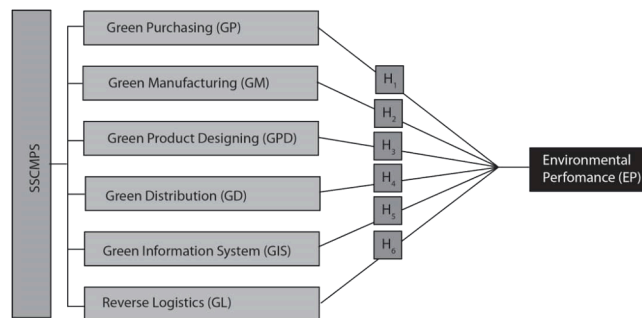 SSCMPS
Green Purchasing (GP)
Green Manufacturing (GM)
Green Product Designing (GPD)
Green Distribution (GD)
Green Information System (GIS)
Reverse Logistics (GL)
H₁
H₂
H₃
H₄
H₅
H₆
Environmental
Perfomance (EP)